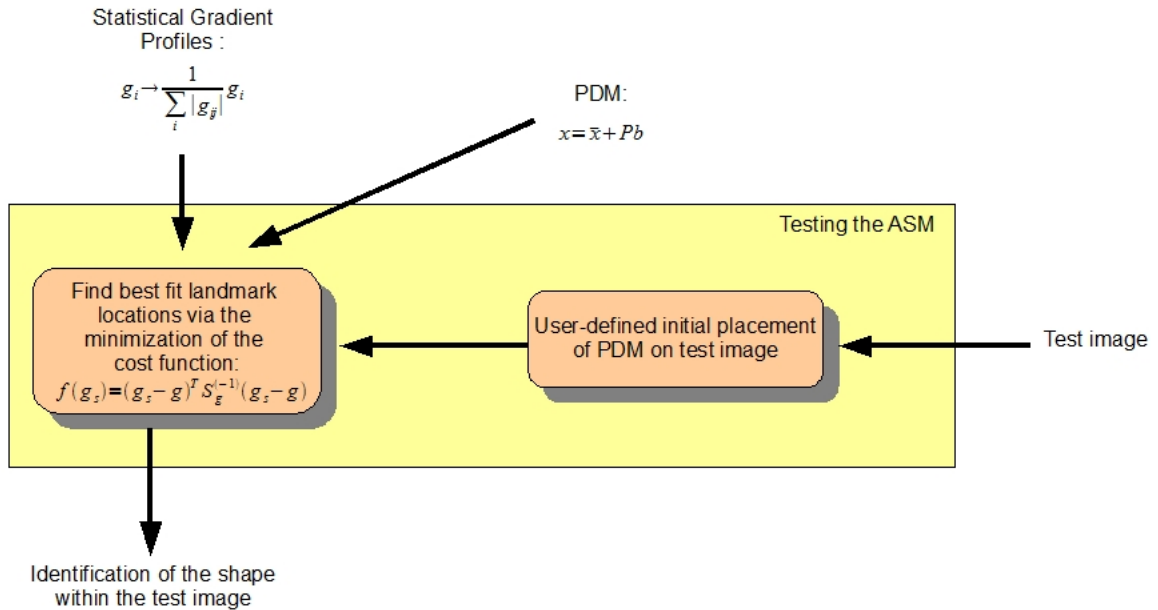 Statistical Gradient
Profiles :
g_i → 1 / ∑_i |g_ij| g_i
PDM:
x = x̄ + Pb
Testing the ASM
Find best fit landmark
locations via the
minimization of the
cost function:
f(g_s)=(g_s−g)^T S_g^(−1)(g_s−g)
User-defined initial placement
of PDM on test image
Test image
Identification of the shape
within the test image